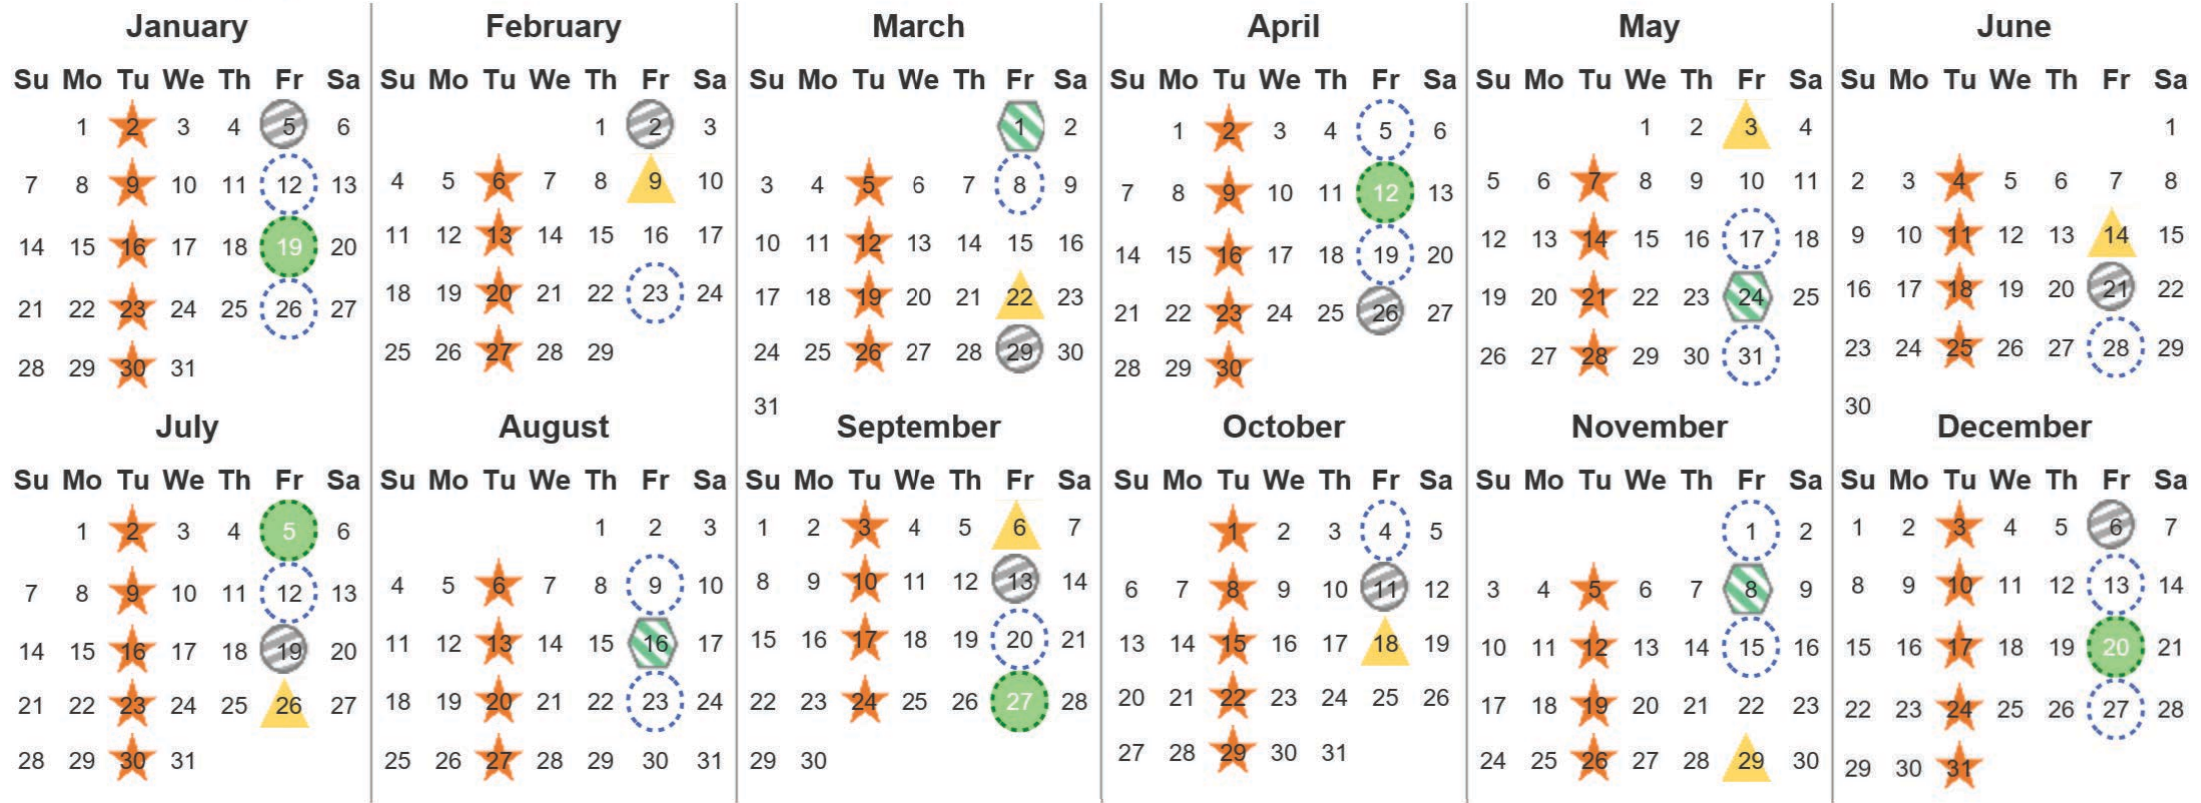 January February March April May June
Su Mo Tu We Th Fr Sa Su Mo Tu We Th Fr Sa Su Mo Tu We Th Fr Sa Su Mo Tu We Th Fr Sa Su Mo Tu We Th Fr Sa Su Mo Tu We Th Fr Sa
1 2 3 4 5 6 1 2 3 1 2 1 2 3 4 5 6 1 2 3 4 1
7 8 9 10 11 12 13 4 5 6 7 8 9 10 3 4 5 6 7 8 9 7 8 9 10 11 12 13 5 6 7 8 9 10 11 2 3 4 5 6 7 8
14 15 16 17 18 19 20 11 12 13 14 15 16 17 10 11 12 13 14 15 16 14 15 16 17 18 19 20 12 13 14 15 16 17 18 9 10 11 12 13 14 15
21 22 23 24 25 26 27 18 19 20 21 22 23 24 17 18 19 20 21 22 23 21 22 23 24 25 26 27 19 20 21 22 23 24 25 16 17 18 19 20 21 22
28 29 30 31 25 26 27 28 29 24 25 26 27 28 29 30 28 29 30 26 27 28 29 30 31 23 24 25 26 27 28 29
31 30
July August September October November December
Su Mo Tu We Th Fr Sa Su Mo Tu We Th Fr Sa Su Mo Tu We Th Fr Sa Su Mo Tu We Th Fr Sa Su Mo Tu We Th Fr Sa Su Mo Tu We Th Fr Sa
1 2 3 4 5 6 1 2 3 1 2 3 4 5 6 7 1 2 3 4 5 1 2 1 2 3 4 5 6 7
7 8 9 10 11 12 13 4 5 6 7 8 9 10 8 9 10 11 12 13 14 6 7 8 9 10 11 12 3 4 5 6 7 8 9 8 9 10 11 12 13 14
14 15 16 17 18 19 20 11 12 13 14 15 16 17 15 16 17 18 19 20 21 13 14 15 16 17 18 19 10 11 12 13 14 15 16 15 16 17 18 19 20 21
21 22 23 24 25 26 27 18 19 20 21 22 23 24 22 23 24 25 26 27 28 20 21 22 23 24 25 26 17 18 19 20 21 22 23 22 23 24 25 26 27 28
28 29 30 31 25 26 27 28 29 30 31 29 30 27 28 29 30 31 24 25 26 27 28 29 30 29 30 31